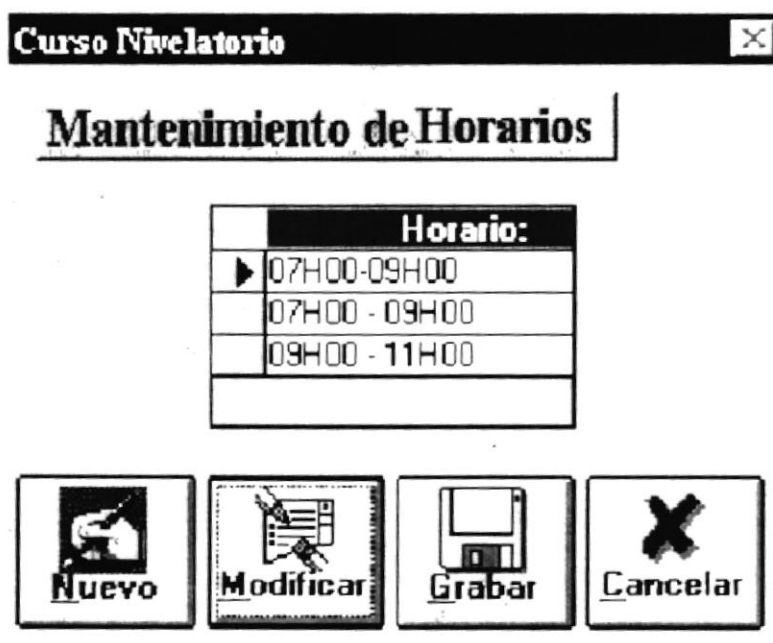 Curso Nivelatorio
Mantenimiento de Horarios
Horario:
07H00-09H00
07H00 - 09H00
09H00 - 11H00
Nuevo Modificar Grabar Cancelar